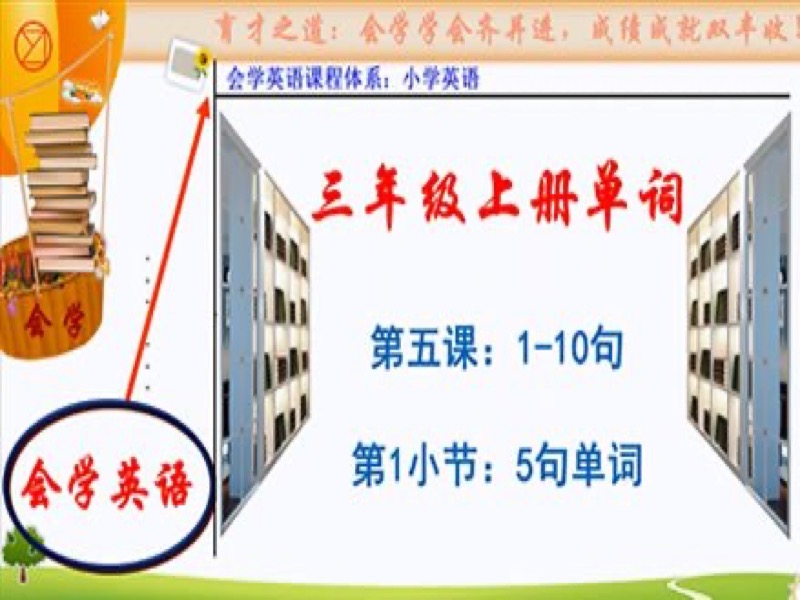 育才之道：会学学会齐并进，成绩成就双丰收！
会学英语课程体系：小学英语
三年级上册单词
第五课：1-10句
第1小节：5句单词
会学
会学英语